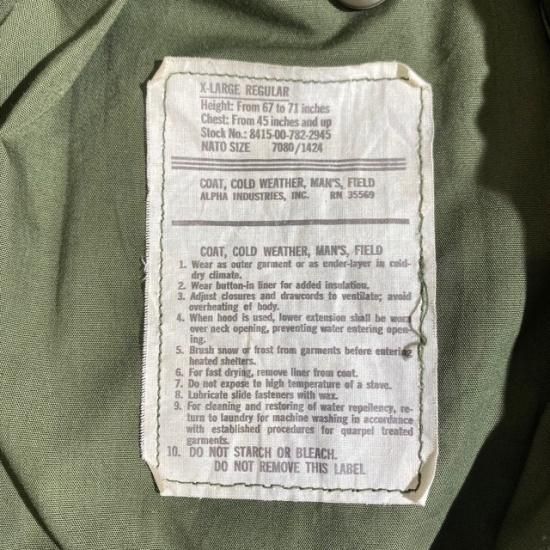 X-LARGE REGULAR
Height: From 67 to 71 inches
Chest: From 45 inches and up
Stock No.: 8415-00-782-2945
NATO SIZE 7080/1424
COAT, COLD WEATHER, MAN'S, FIELD
ALPHA INDUSTRIES, INC. RN 35569
COAT, COLD WEATHER, MAN'S, FIELD
1. Wear as outer garment or as under-layer in cold-
dry climate.
2. Wear button-in liner for added insulation.
3. Adjust closures and drawcords to ventilate; avoid
overheating of body.
4. When hood is used, lower extension shall be worn
over neck opening, preventing water entering open-
ing.
5. Brush snow or frost from garments before entering
heated shelters.
6. For fast drying, remove liner from coat.
7. Do not expose to high temperature of a stove.
8. Lubricate slide fasteners with wax.
9. For cleaning and restoring of water repellency, re-
turn to laundry for machine washing in accordance
with established procedures for quarpel treated
garments.
10. DO NOT STARCH OR BLEACH.
DO NOT REMOVE THIS LABEL